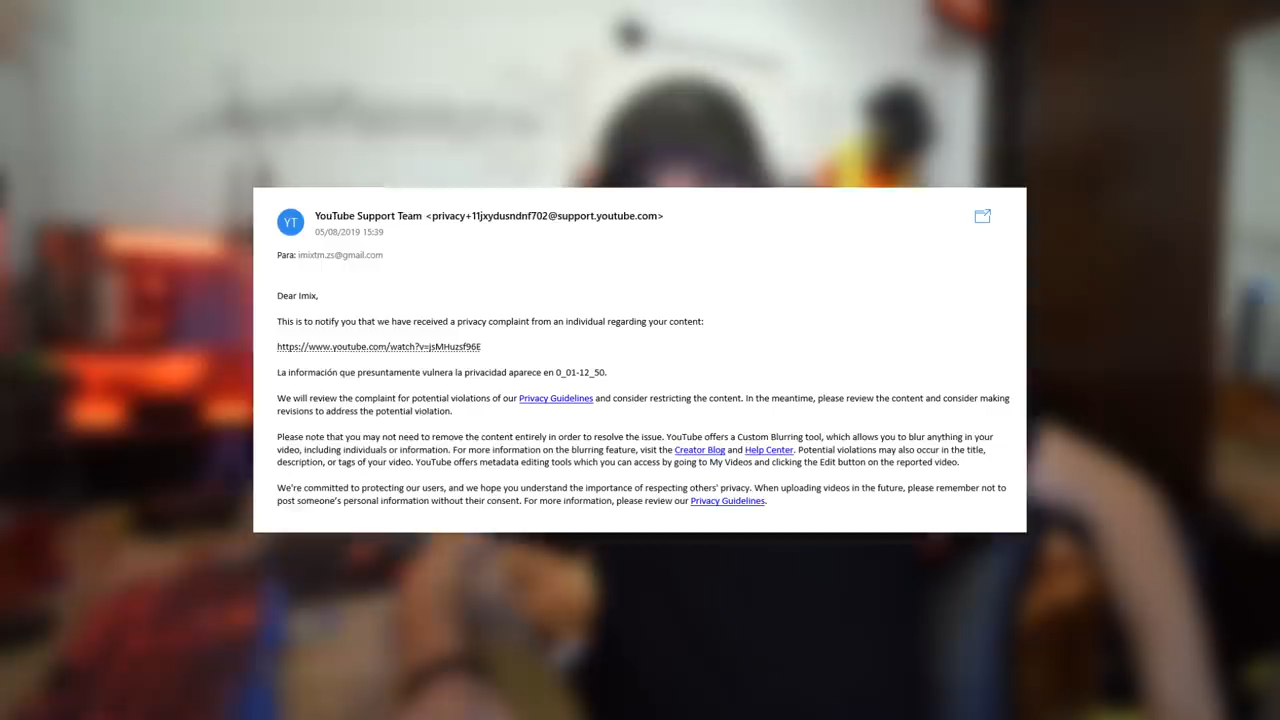 YT
YouTube Support Team <privacy+11jxydusndnf702@support.youtube.com>
05/08/2019 15:39
Para: imixtm.zs@gmail.com
Dear Imix,
This is to notify you that we have received a privacy complaint from an individual regarding your content:
https://www.youtube.com/watch?v=jsMHuzsf96E
La información que presuntamente vulnera la privacidad aparece en 0_01-12_50.
We will review the complaint for potential violations of our Privacy Guidelines and consider restricting the content. In the meantime, please review the content and consider making
revisions to address the potential violation.
Please note that you may not need to remove the content entirely in order to resolve the issue. YouTube offers a Custom Blurring tool, which allows you to blur anything in your
video, including individuals or information. For more information on the blurring feature, visit the Creator Blog and Help Center. Potential violations may also occur in the title,
description, or tags of your video. YouTube offers metadata editing tools which you can access by going to My Videos and clicking the Edit button on the reported video.
We're committed to protecting our users, and we hope you understand the importance of respecting others' privacy. When uploading videos in the future, please remember not to
post someone's personal information without their consent. For more information, please review our Privacy Guidelines.